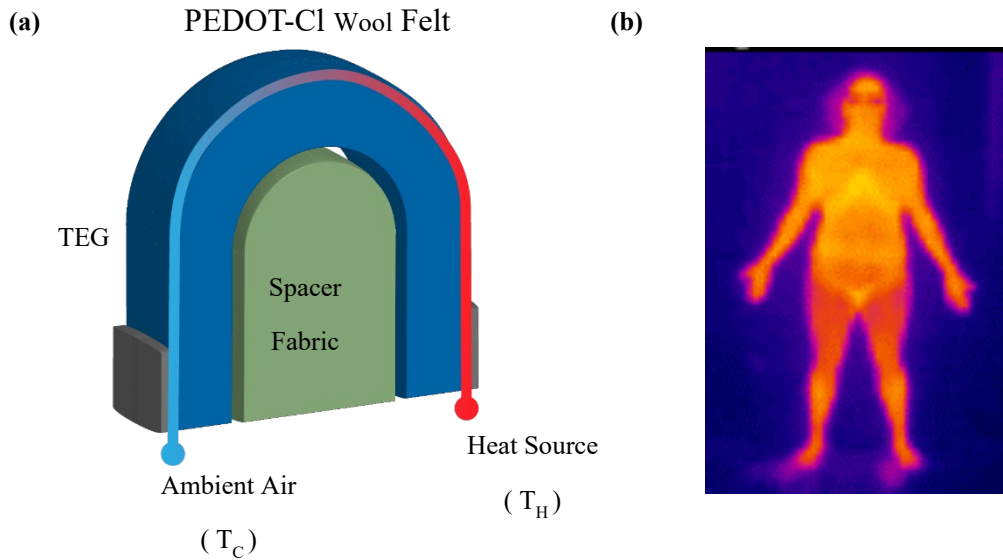 (a)
PEDOT-Cl Wool Felt
(b)
TEG
Spacer
Fabric
Heat Source
Ambient Air
( T_H )
( T_C )